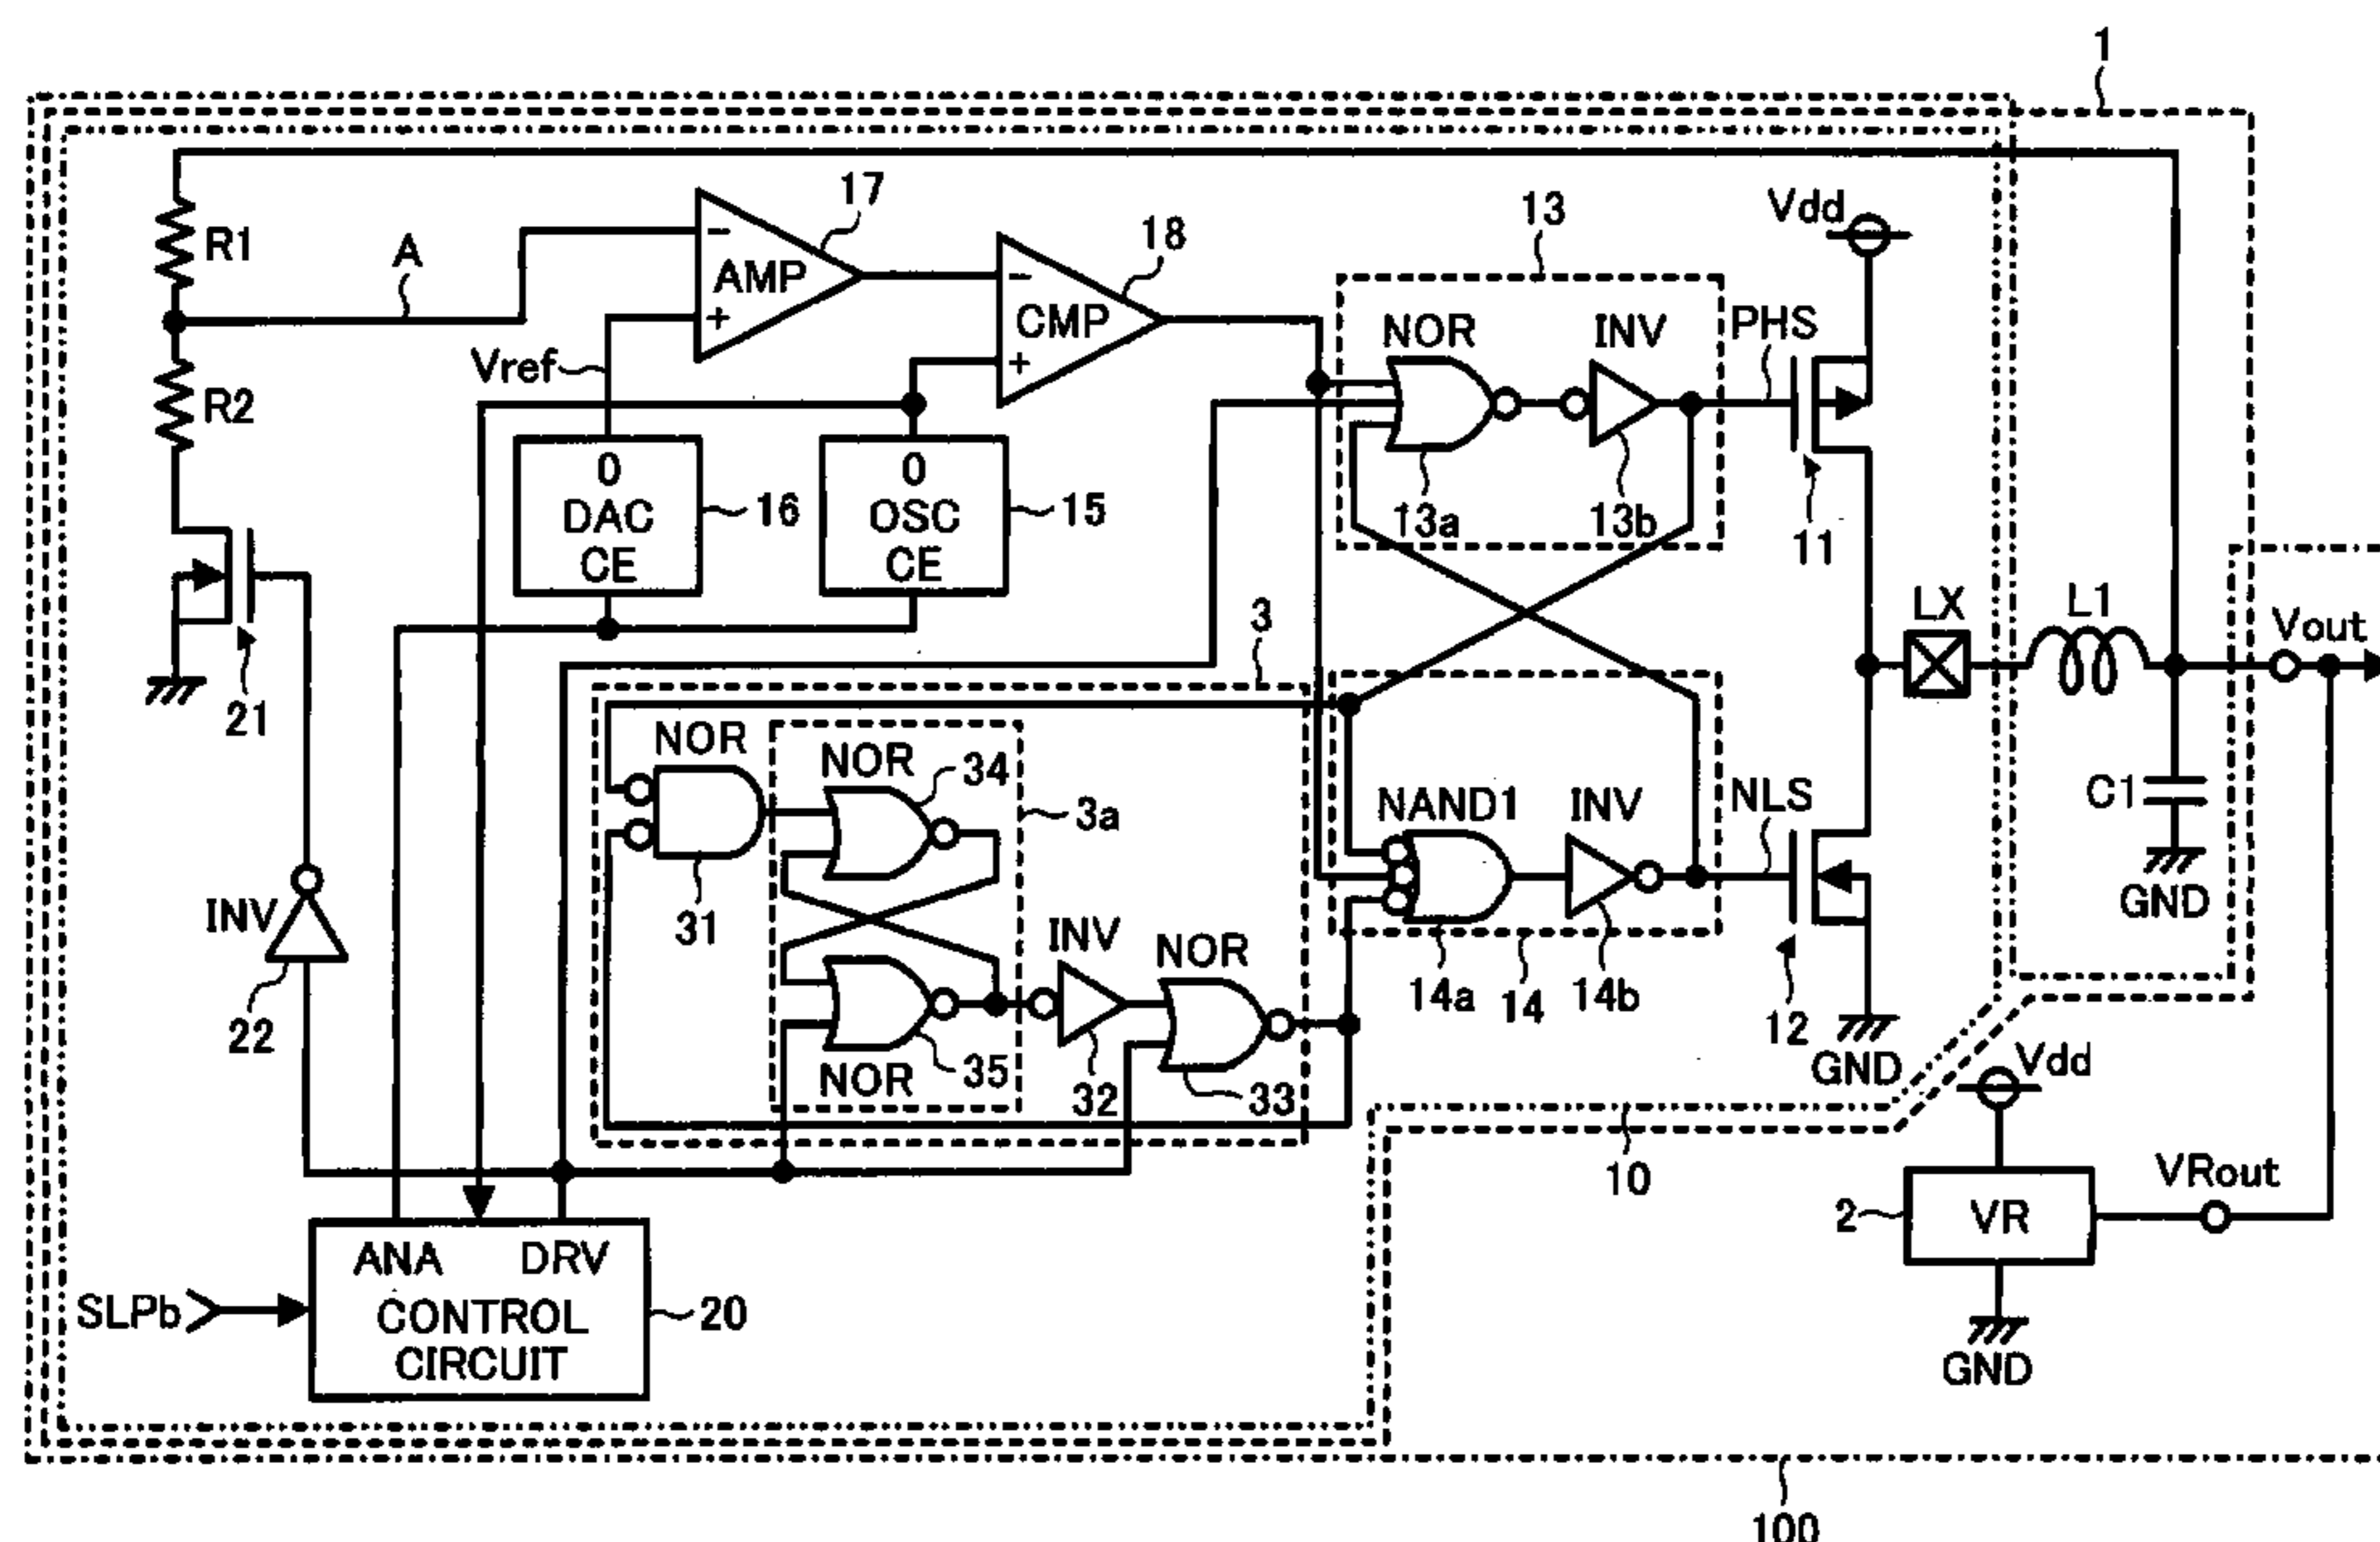 1
17
Vdd
13
R1
A
18
AMP
CMP
NOR
INV
PHS
Vref
R2
0
DAC
CE
16
0
OSC
CE
15
13a
13b
11
3
LX
L1
Vout
21
NOR
NOR
34
3a
NAND1
INV
NLS
C1
GND
31
INV
22
INV
NOR
14a
14
14b
12
NOR
35
32
33
GND
Vdd
10
VRout
2
VR
ANA
DRV
SLPb
CONTROL
CIRCUIT
20
GND
100
-
+
-
+